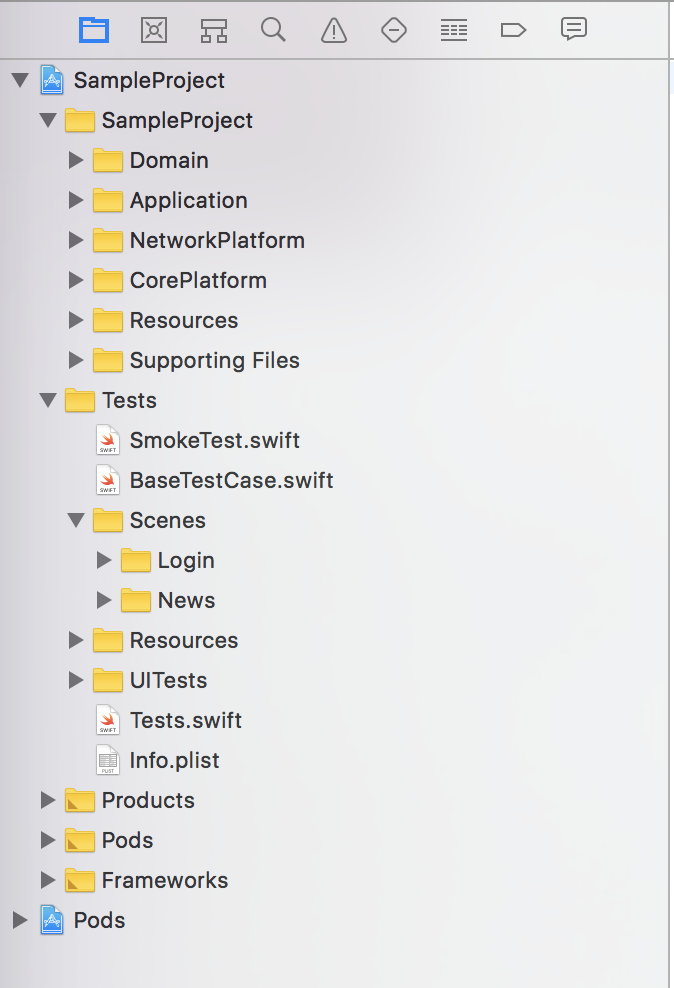 SampleProject
SampleProject
Domain
Application
NetworkPlatform
CorePlatform
Resources
Supporting Files
Tests
SWIFT SmokeTest.swift
SWIFT BaseTestCase.swift
Scenes
Login
News
Resources
UITests
SWIFT Tests.swift
PLIST Info.plist
Products
Pods
Frameworks
Pods